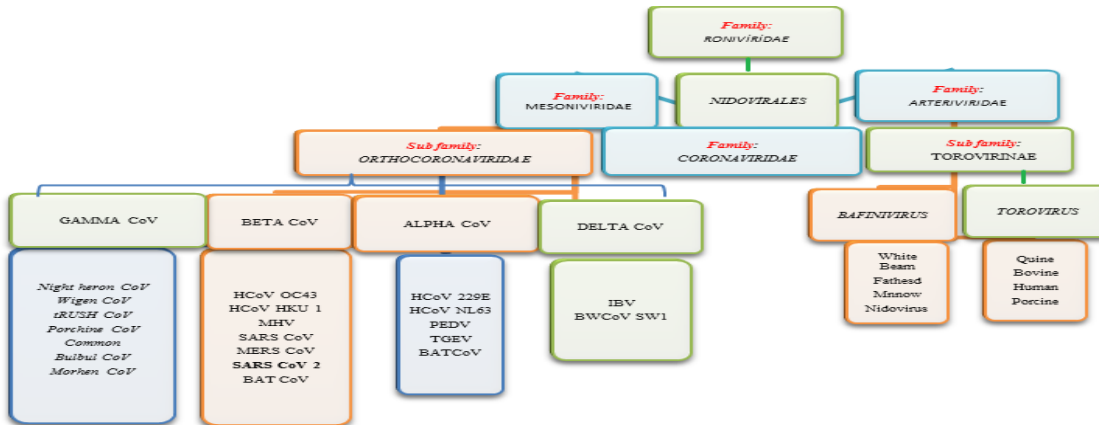 Family:
RONIVIRIDAE
Family:
MESONIVIRIDAE
NIDOVIRALES
Family:
ARTERIVIRIDAE
Sub family:
ORTHOCORONAVIRIDAE
Family:
CORONAVIRIDAE
Sub family:
TOROVIRINAE
GAMMA CoV
BETA CoV
ALPHA CoV
DELTA CoV
BAFINIVIRUS
TOROVIRUS
Night heron CoV
Wigen CoV
tRUSH CoV
Porchine CoV
Common
Bulbul CoV
Morhen CoV
HCoV OC43
HCoV HKU 1
MHV
SARS CoV
MERS CoV
SARS CoV 2
BAT CoV
HCoV 229E
HCoV NL63
PEDV
TGEV
BATCoV
IBV
BWCoV SW1
White
Beam
Fathesd
Mnnow
Nidovirus
Quine
Bovine
Human
Porcine